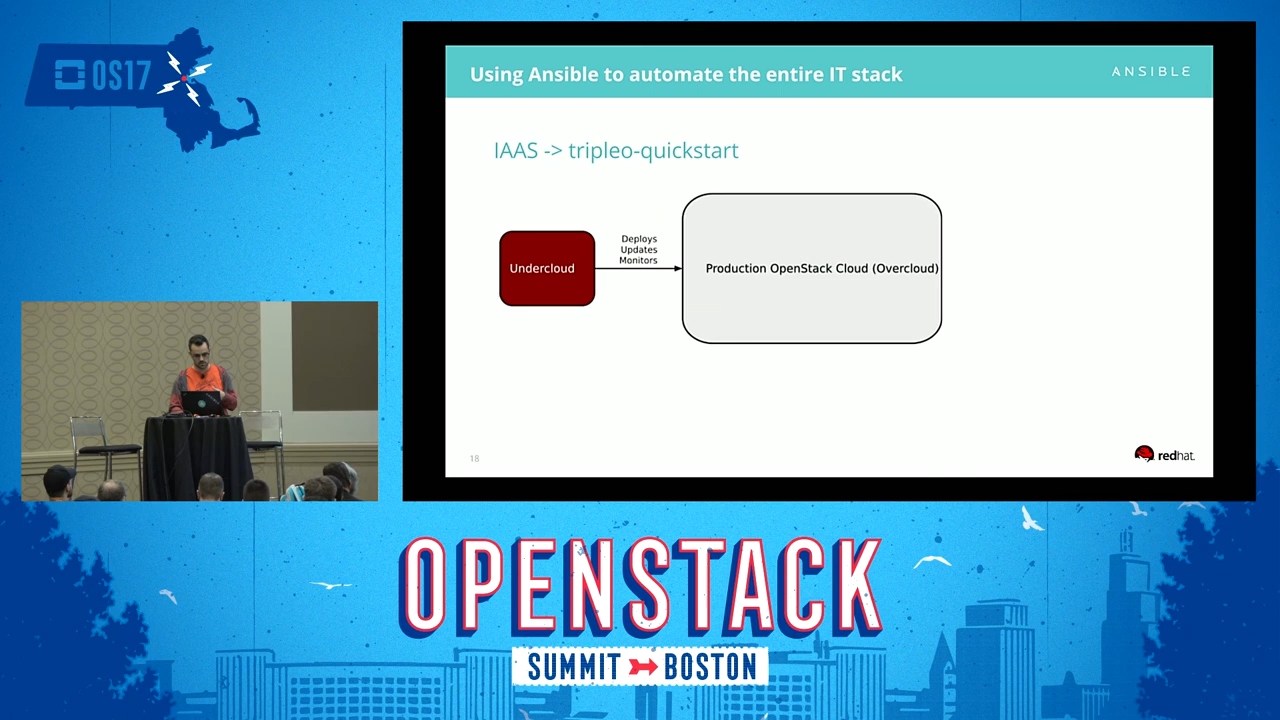 OS17
Using Ansible to automate the entire IT stack
ANSIBLE
IAAS -> tripleo-quickstart
Undercloud
Deploys
Updates
Monitors
Production OpenStack Cloud (Overcloud)
18
redhat.
OPENSTACK
SUMMIT BOSTON